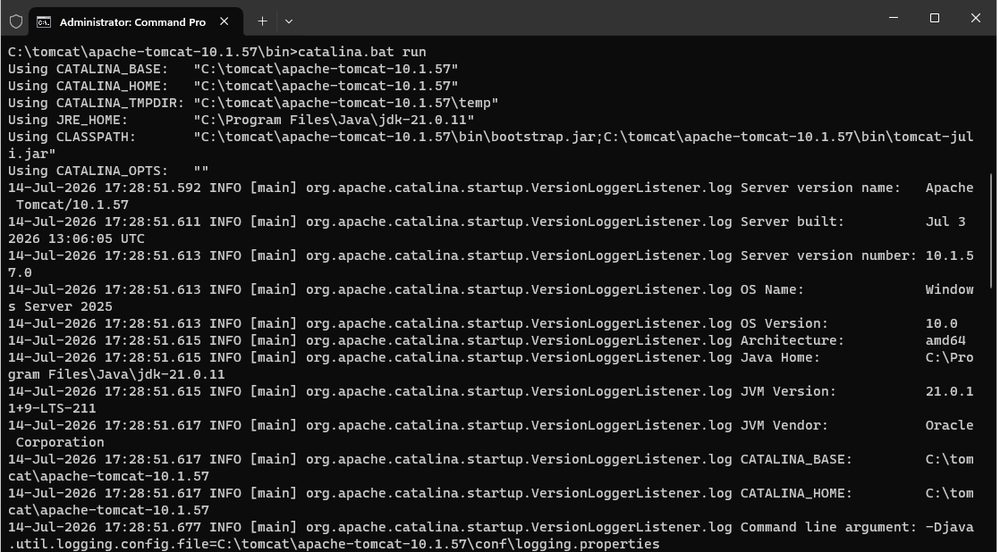 Administrator: Command Pro
C:\tomcat\apache-tomcat-10.1.57\bin>catalina.bat run
Using CATALINA_BASE:   "C:\tomcat\apache-tomcat-10.1.57"
Using CATALINA_HOME:   "C:\tomcat\apache-tomcat-10.1.57"
Using CATALINA_TMPDIR: "C:\tomcat\apache-tomcat-10.1.57\temp"
Using JRE_HOME:        "C:\Program Files\Java\jdk-21.0.11"
Using CLASSPATH:       "C:\tomcat\apache-tomcat-10.1.57\bin\bootstrap.jar;C:\tomcat\apache-tomcat-10.1.57\bin\tomcat-jul
i.jar"
Using CATALINA_OPTS:   ""
14-Jul-2026 17:28:51.592 INFO [main] org.apache.catalina.startup.VersionLoggerListener.log Server version name:   Apache
 Tomcat/10.1.57
14-Jul-2026 17:28:51.611 INFO [main] org.apache.catalina.startup.VersionLoggerListener.log Server built:          Jul 3
2026 13:06:05 UTC
14-Jul-2026 17:28:51.613 INFO [main] org.apache.catalina.startup.VersionLoggerListener.log Server version number: 10.1.5
7.0
14-Jul-2026 17:28:51.613 INFO [main] org.apache.catalina.startup.VersionLoggerListener.log OS Name:               Window
s Server 2025
14-Jul-2026 17:28:51.613 INFO [main] org.apache.catalina.startup.VersionLoggerListener.log OS Version:            10.0
14-Jul-2026 17:28:51.615 INFO [main] org.apache.catalina.startup.VersionLoggerListener.log Architecture:          amd64
14-Jul-2026 17:28:51.615 INFO [main] org.apache.catalina.startup.VersionLoggerListener.log Java Home:             C:\Pro
gram Files\Java\jdk-21.0.11
14-Jul-2026 17:28:51.615 INFO [main] org.apache.catalina.startup.VersionLoggerListener.log JVM Version:           21.0.1
1+9-LTS-211
14-Jul-2026 17:28:51.617 INFO [main] org.apache.catalina.startup.VersionLoggerListener.log JVM Vendor:            Oracle
 Corporation
14-Jul-2026 17:28:51.617 INFO [main] org.apache.catalina.startup.VersionLoggerListener.log CATALINA_BASE:         C:\tom
cat\apache-tomcat-10.1.57
14-Jul-2026 17:28:51.617 INFO [main] org.apache.catalina.startup.VersionLoggerListener.log CATALINA_HOME:         C:\tom
cat\apache-tomcat-10.1.57
14-Jul-2026 17:28:51.677 INFO [main] org.apache.catalina.startup.VersionLoggerListener.log Command line argument: -Djava
.util.logging.config.file=C:\tomcat\apache-tomcat-10.1.57\conf\logging.properties